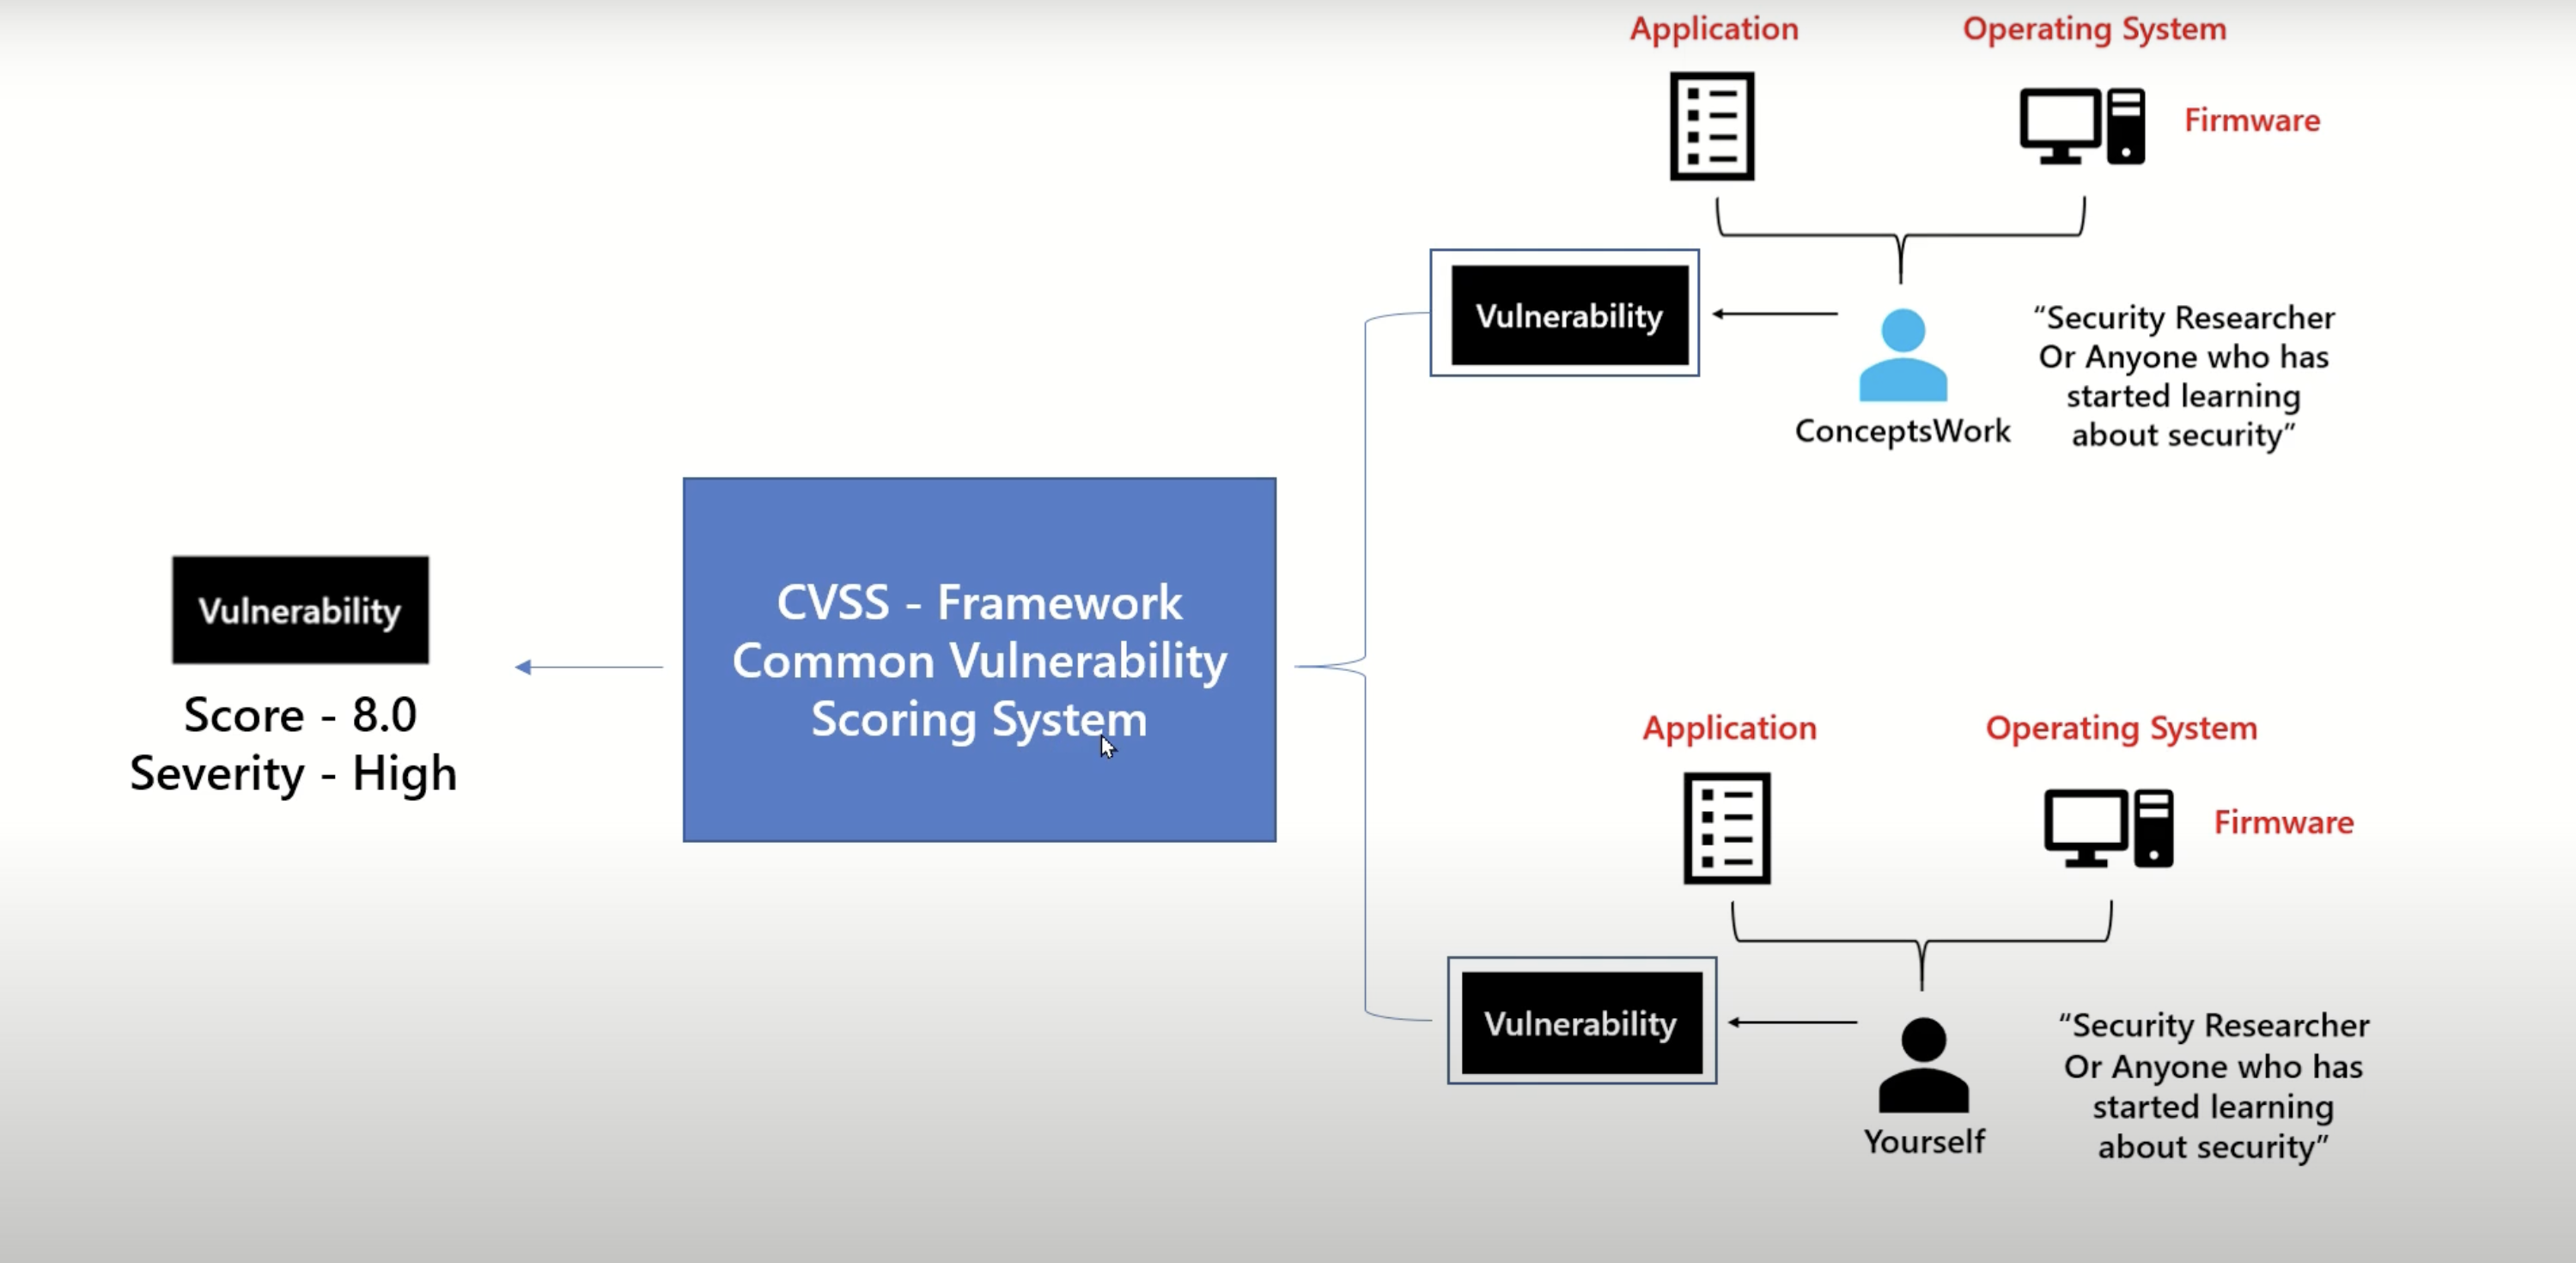 Application
Operating System
Firmware
Vulnerability
"Security Researcher
Or Anyone who has
started learning
about security"
ConceptsWork
CVSS - Framework
Common Vulnerability
Scoring System
Vulnerability
Score - 8.0
Severity - High
Application
Operating System
Firmware
Vulnerability
"Security Researcher
Or Anyone who has
started learning
about security"
Yourself